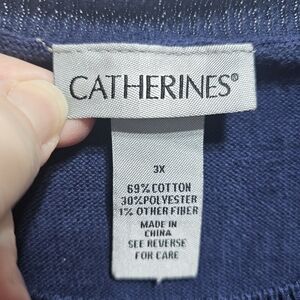 CATHERINES®
3X
69% COTTON
30% POLYESTER
1% OTHER FIBER
MADE IN
CHINA
SEE REVERSE
FOR CARE